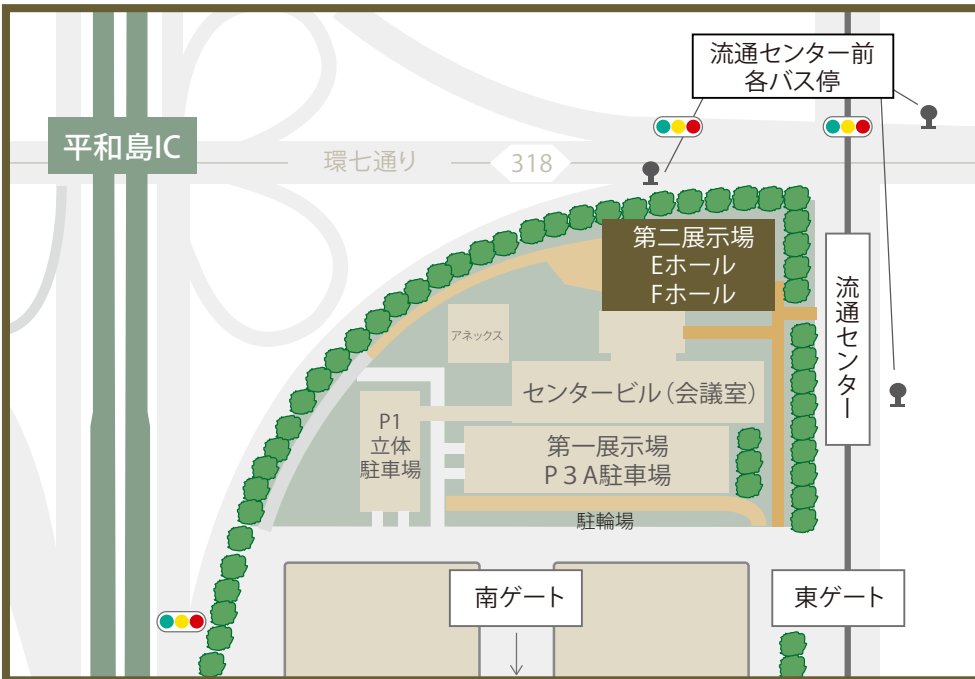 流通センター前
各バス停
平和島IC
環七通り
318
第二展示場
Eホール
Fホール
流通センター
アネックス
センタービル（会議室）
P1
立体
駐車場
第一展示場
P３A駐車場
駐輪場
南ゲート
東ゲート